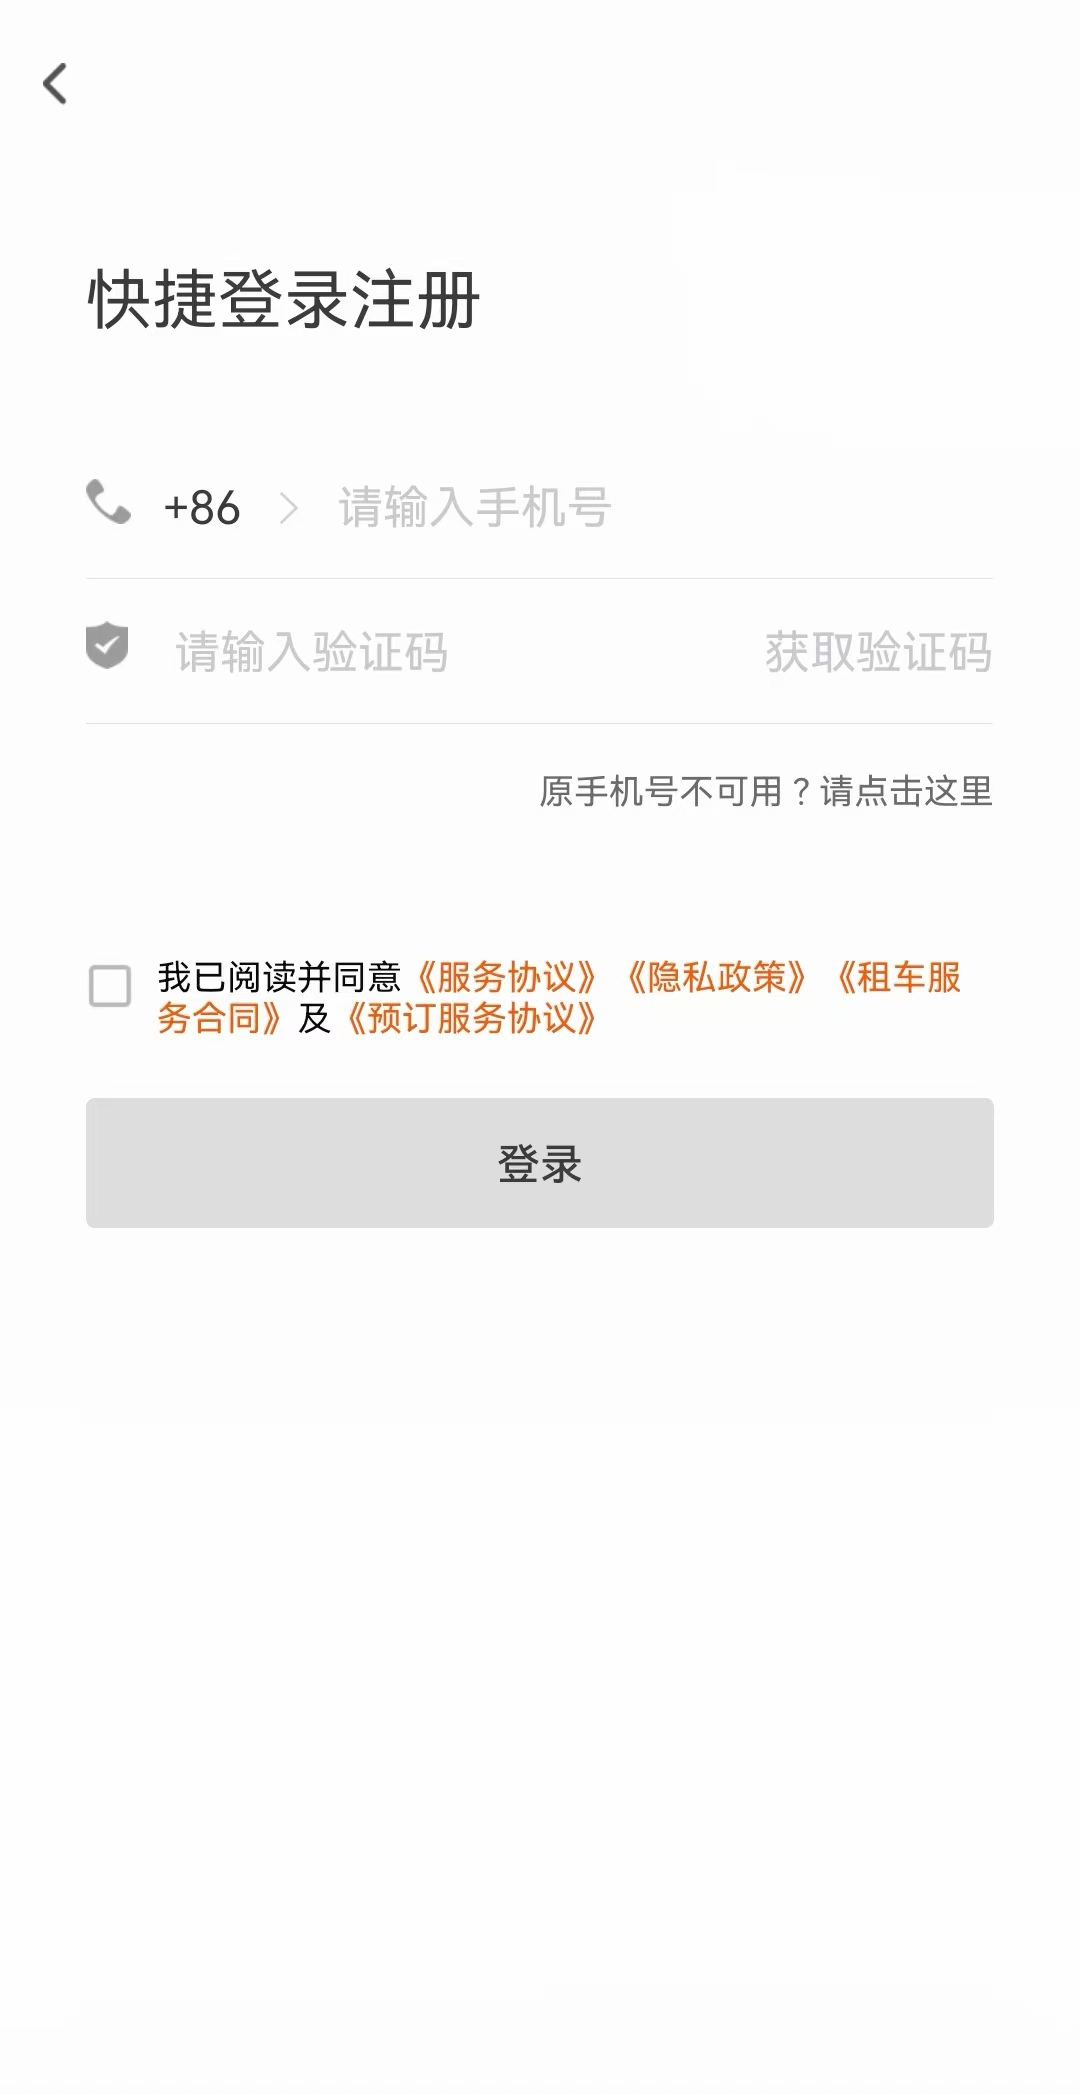 快捷登录注册
+86 请输入手机号
请输入验证码 获取验证码
原手机号不可用？请点击这里
我已阅读并同意《服务协议》《隐私政策》《租车服
务合同》及《预订服务协议》
登录